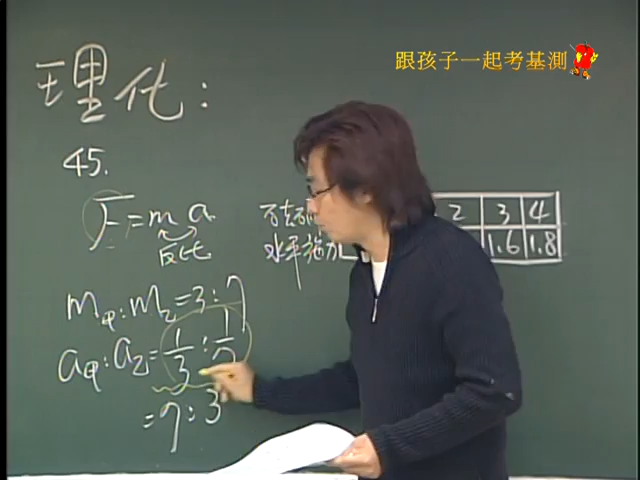 跟孩子一起考基測
理化:
45.
F=ma
反比
2 3 4
水平施力 1.6 1.8
m甲:m乙=3:7
a甲:a乙=1/3:1/7
=7:3